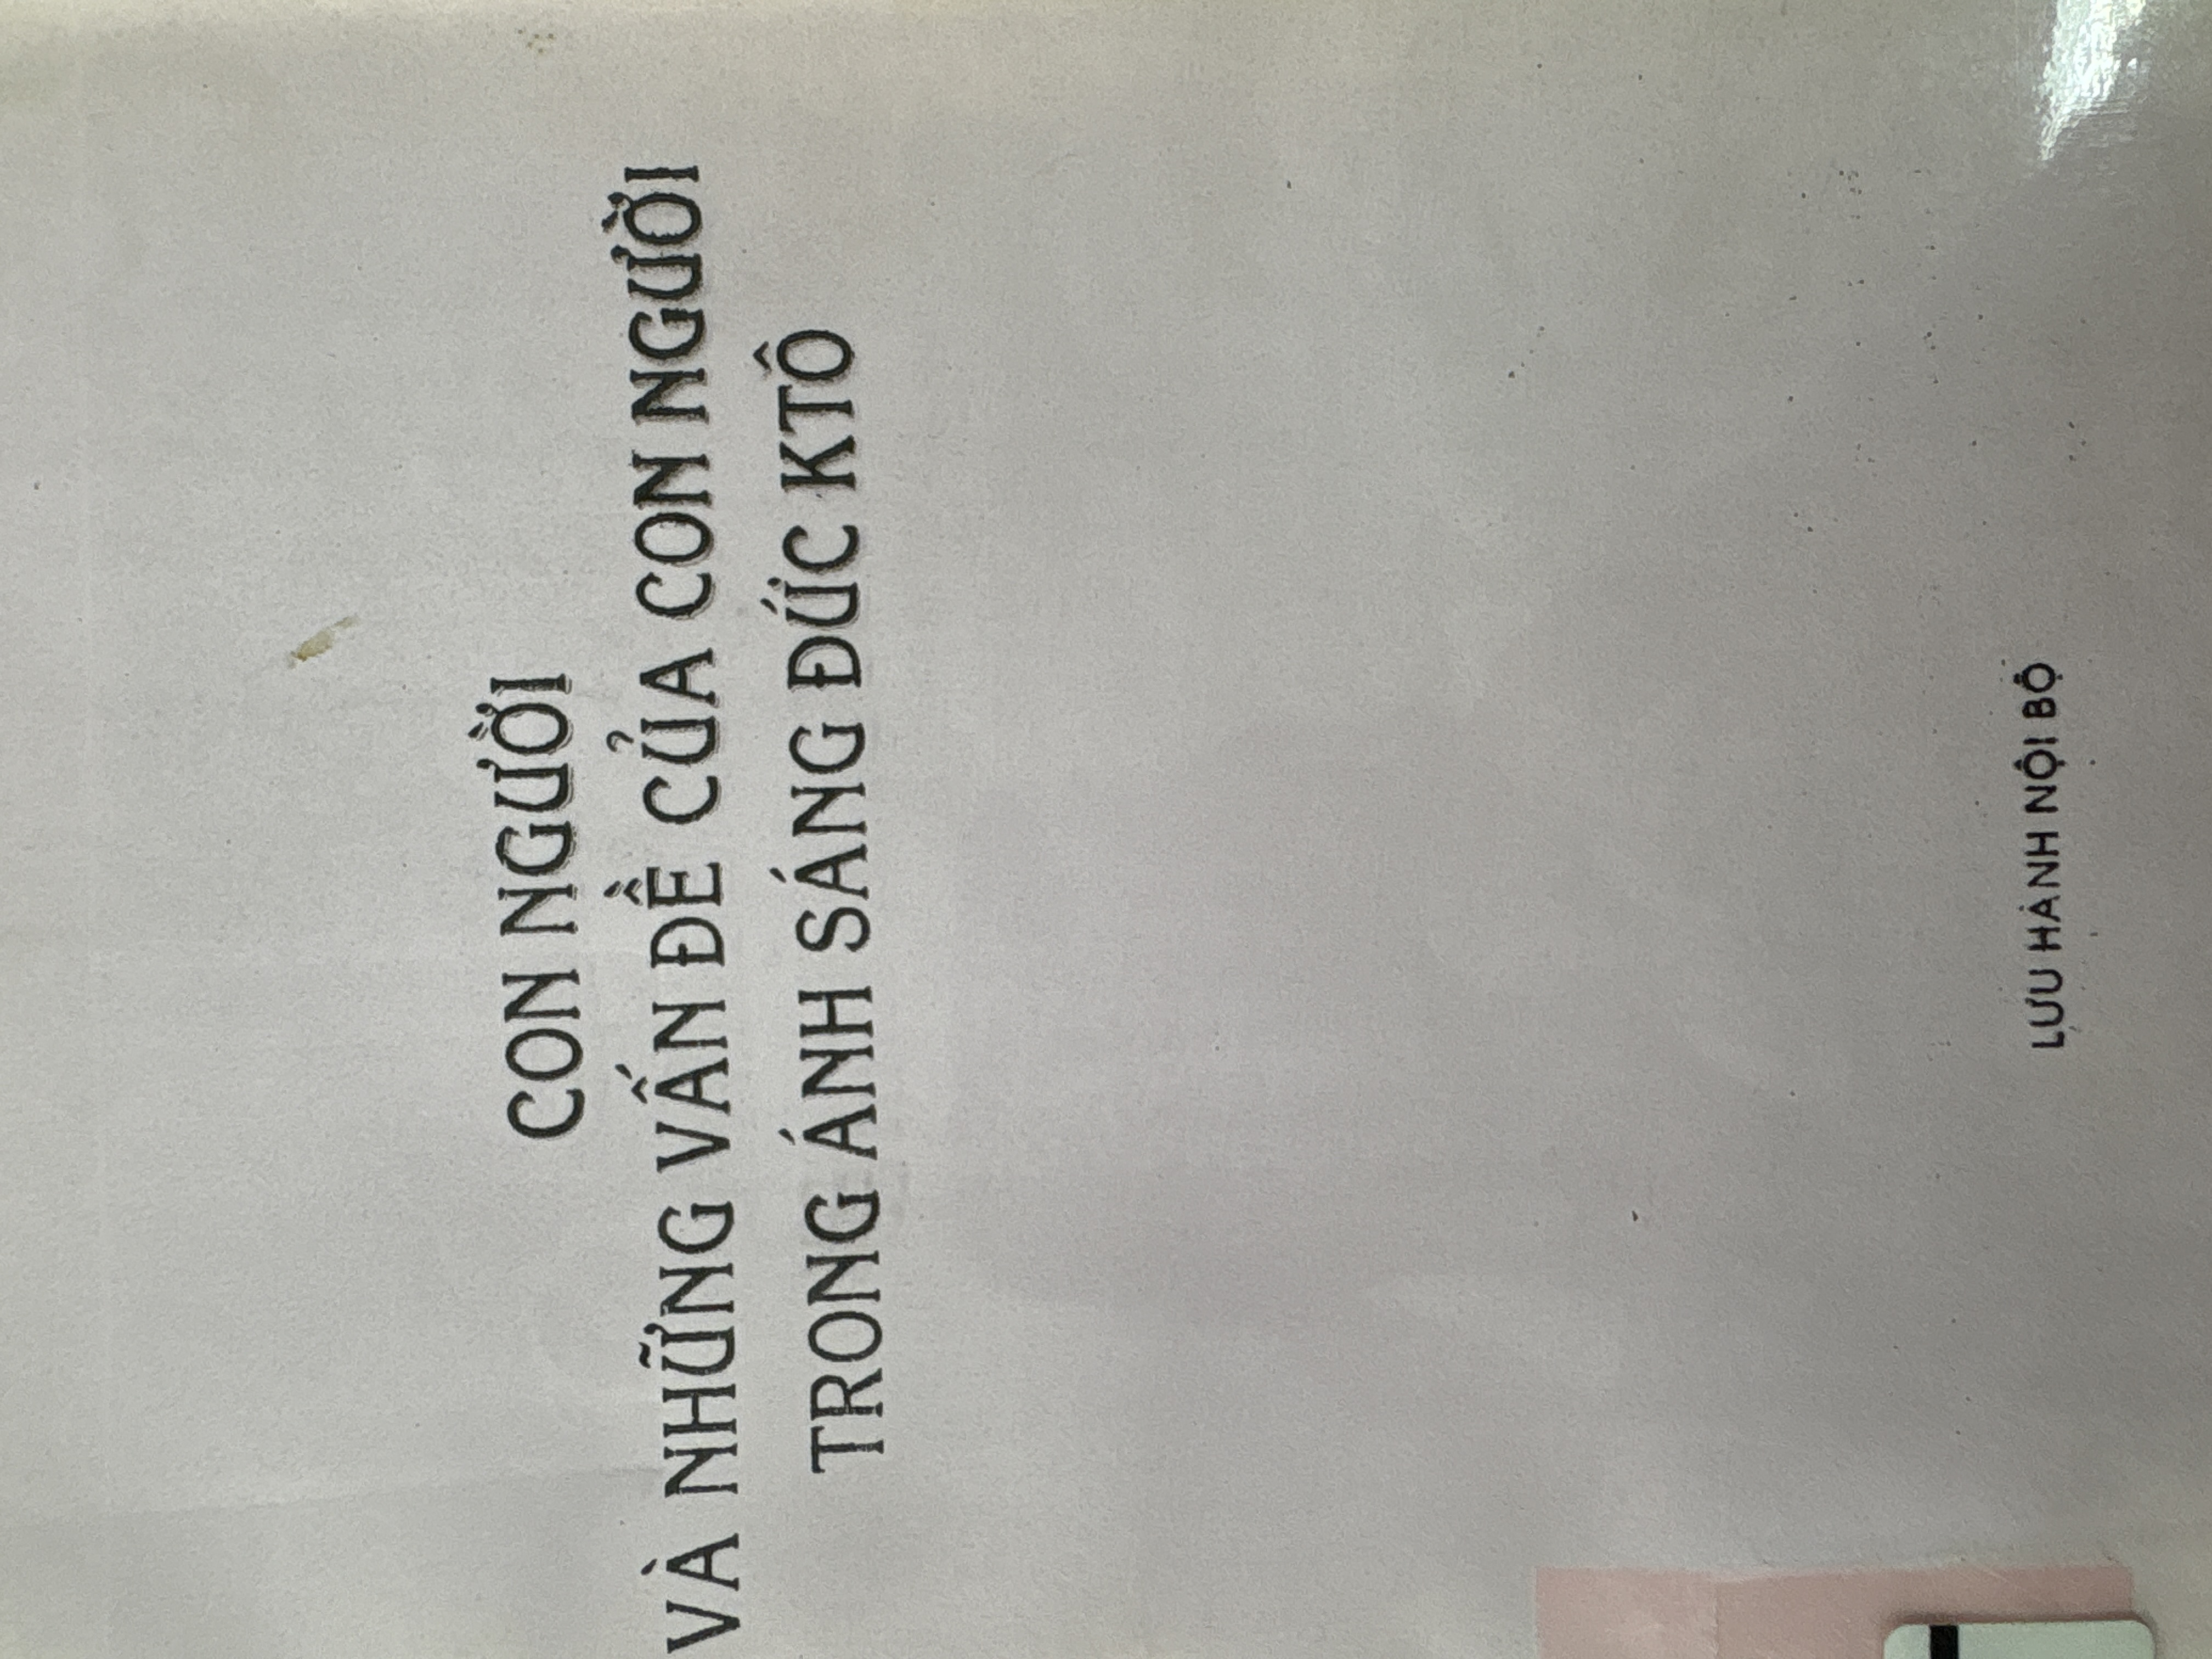 CON NGƯỜI
VÀ NHỮNG VẤN ĐỀ CỦA CON NGƯỜI
TRONG ÁNH SÁNG ĐỨC KTÔ
LƯU HÀNH NỘI BỘ